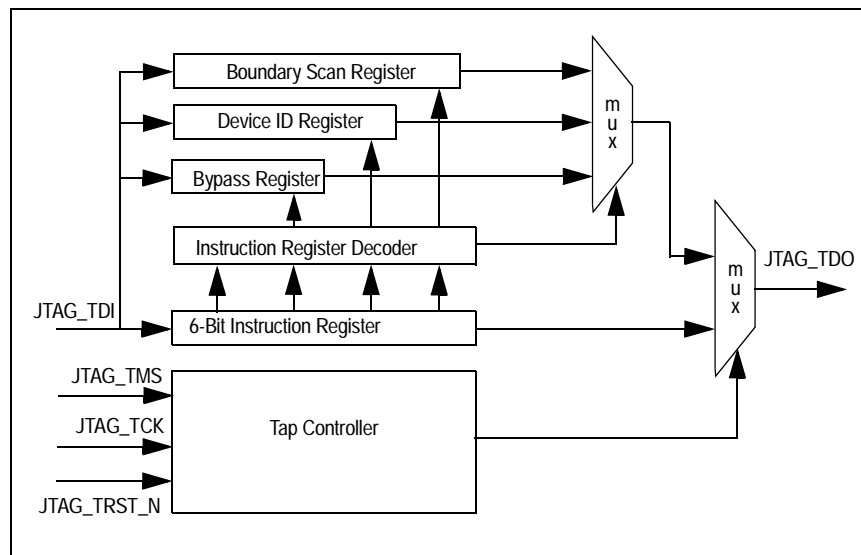 Boundary Scan Register
Device ID Register
Bypass Register
Instruction Register Decoder
6-Bit Instruction Register
Tap Controller
JTAG_TDI
JTAG_TMS
JTAG_TCK
JTAG_TRST_N
m
u
x
m
u
x
JTAG_TDO